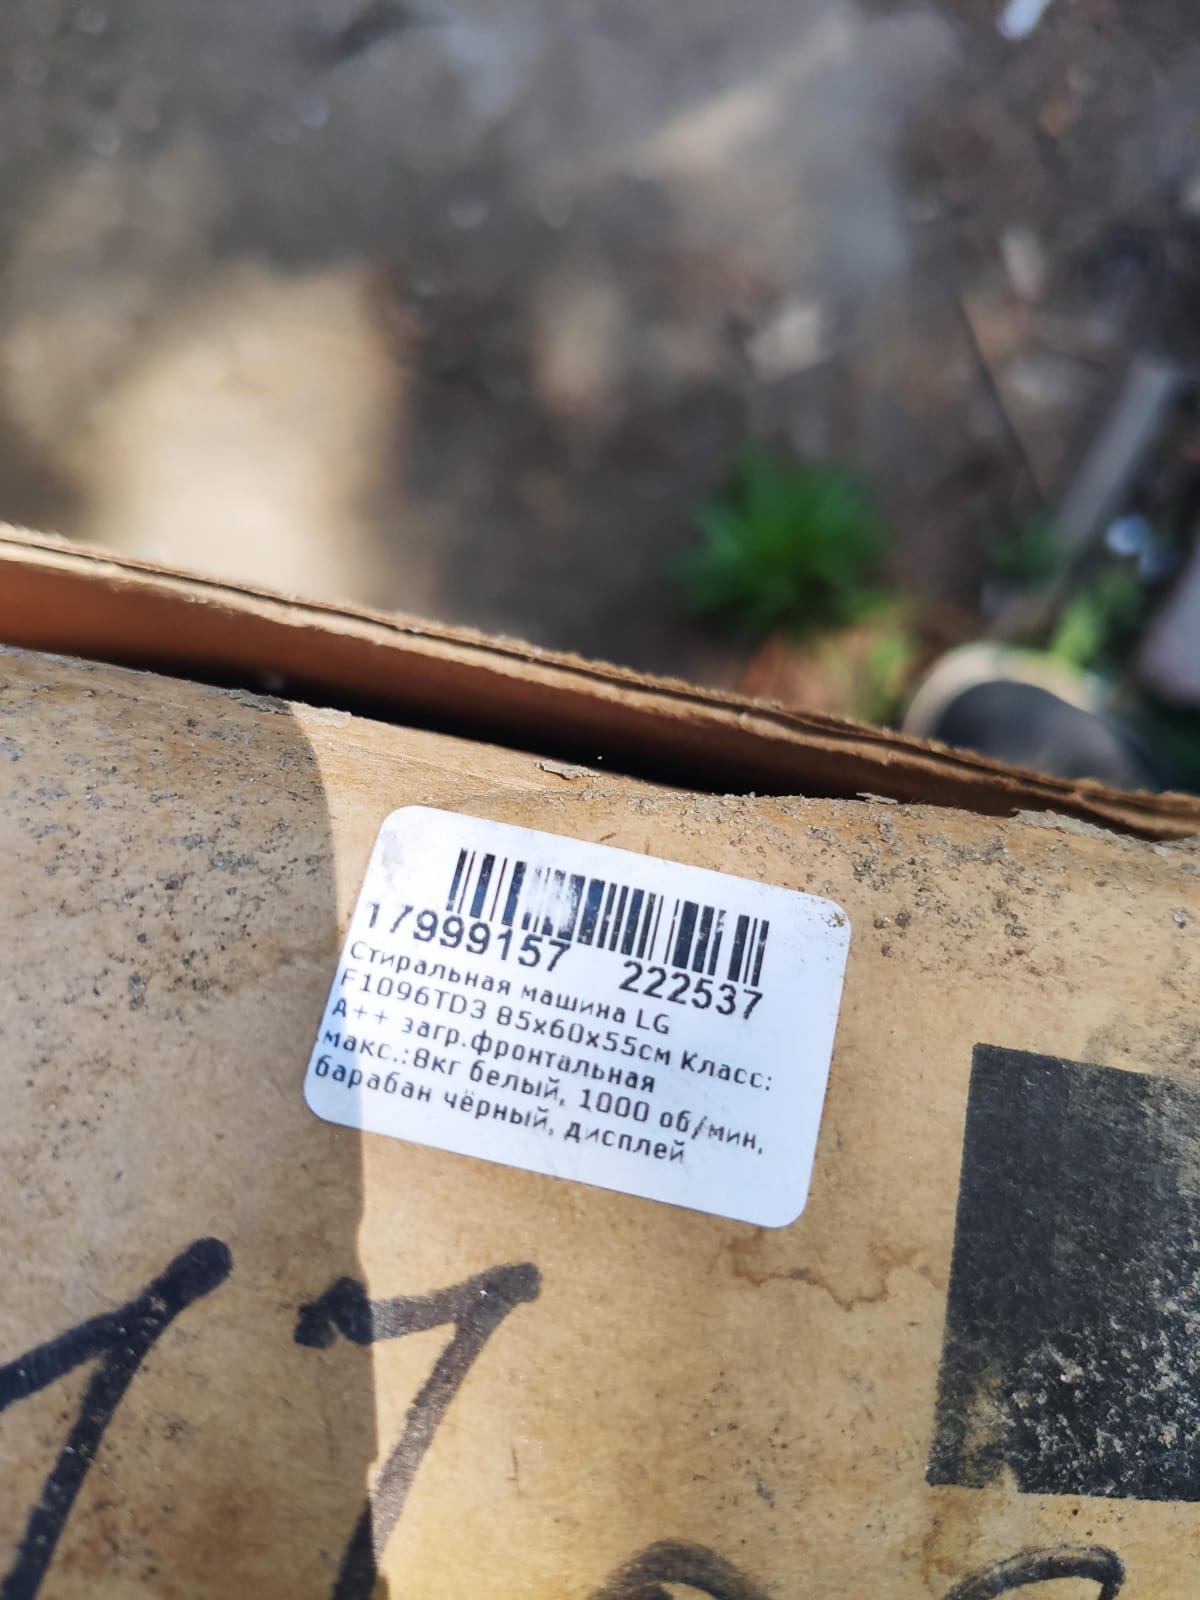 17999157 222537
Стиральная машина LG
F1096TD3 85x60x55см Класс:
A++ загр.фронтальная
макс.:8кг белый, 1000 об/мин,
барабан чёрный, дисплей
17